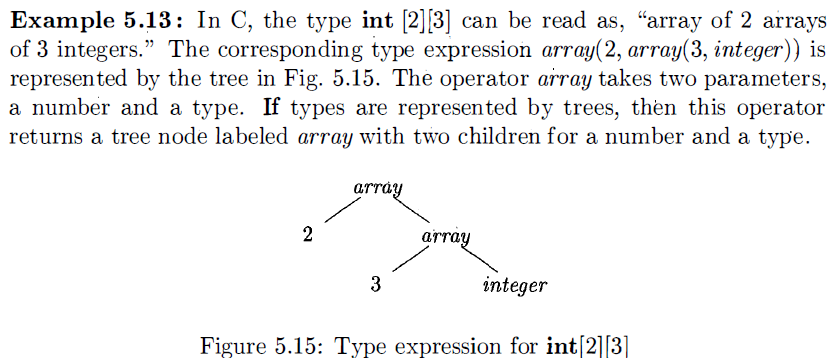 Example 5.13: In C, the type int [2][3] can be read as, “array of 2 arrays
of 3 integers.” The corresponding type expression array(2, array(3, integer)) is
represented by the tree in Fig. 5.15. The operator array takes two parameters,
a number and a type. If types are represented by trees, then this operator
returns a tree node labeled array with two children for a number and a type.
array
2
array
3
integer
Figure 5.15: Type expression for int[2][3]